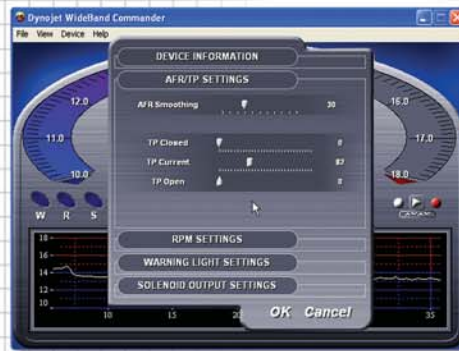 Dynojet WideBand Commander
File View Device Help
DEVICE INFORMATION
AFR/TP SETTINGS
AFR Smoothing 30
TP Closed 0
TP Current 87
TP Open 0
RPM SETTINGS
WARNING LIGHT SETTINGS
SOLENOID OUTPUT SETTINGS
OK Cancel
12.0
11.0
10.0
16.0
17.0
18.0
W R S
18
16
14
12
10
10 15 35